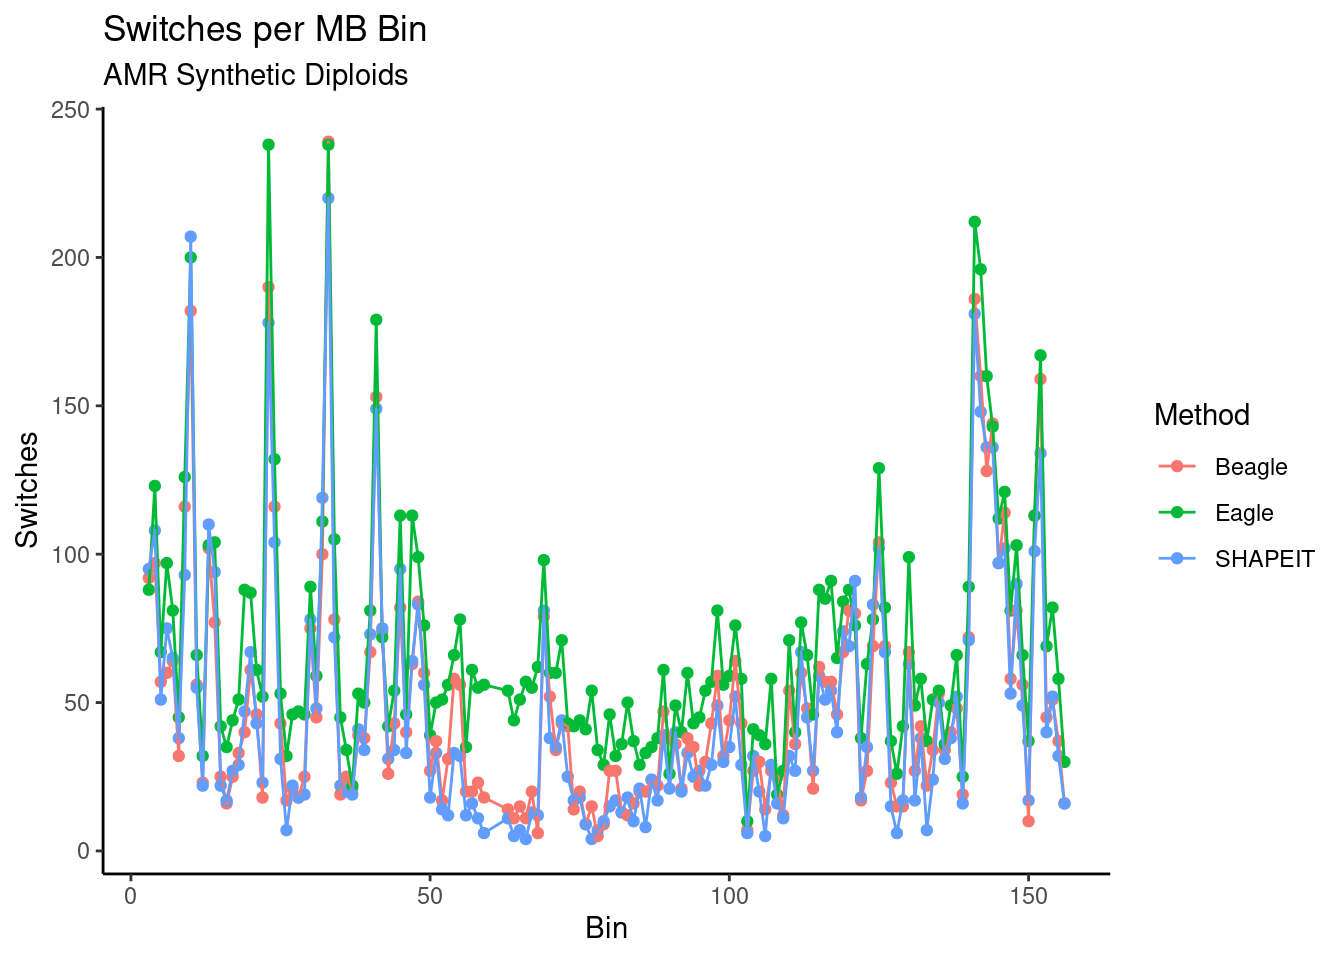 Switches per MB Bin
AMR Synthetic Diploids
250
200
150
100
50
0
Switches
0 50 100 150
Bin
Method
Beagle
Eagle
SHAPEIT